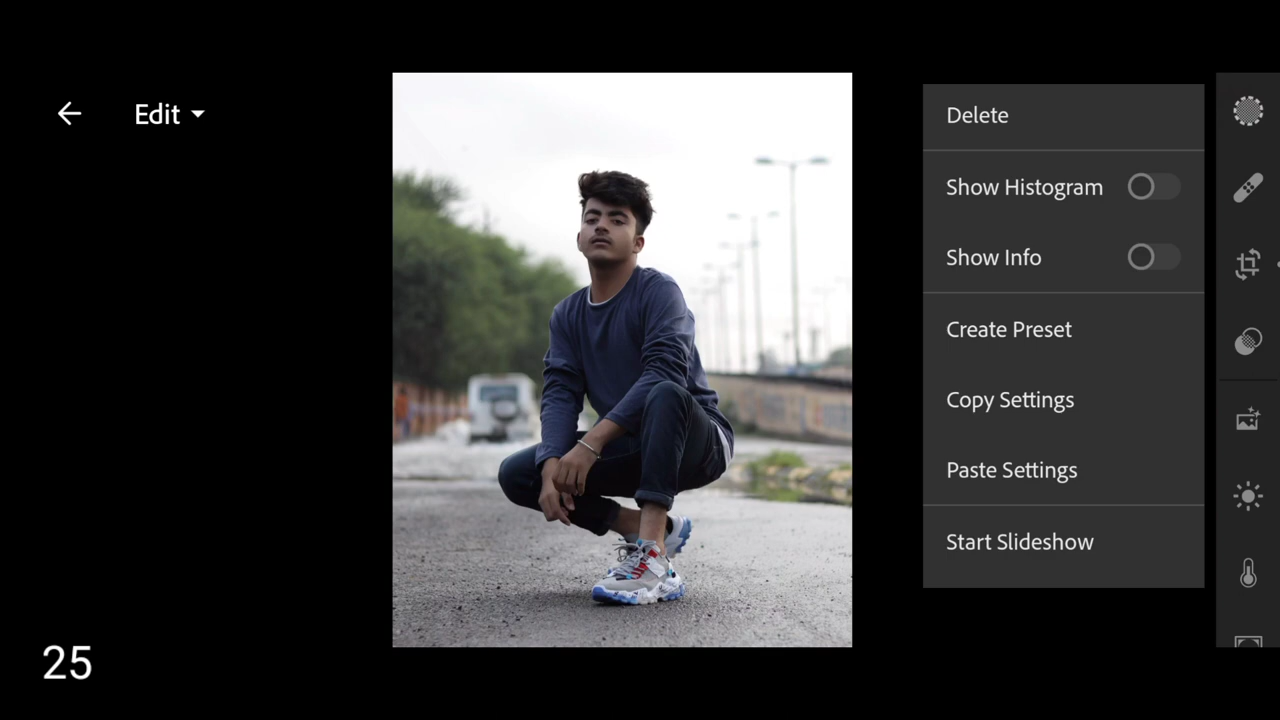 Edit
Delete
Show Histogram
Show Info
Create Preset
Copy Settings
Paste Settings
Start Slideshow
25